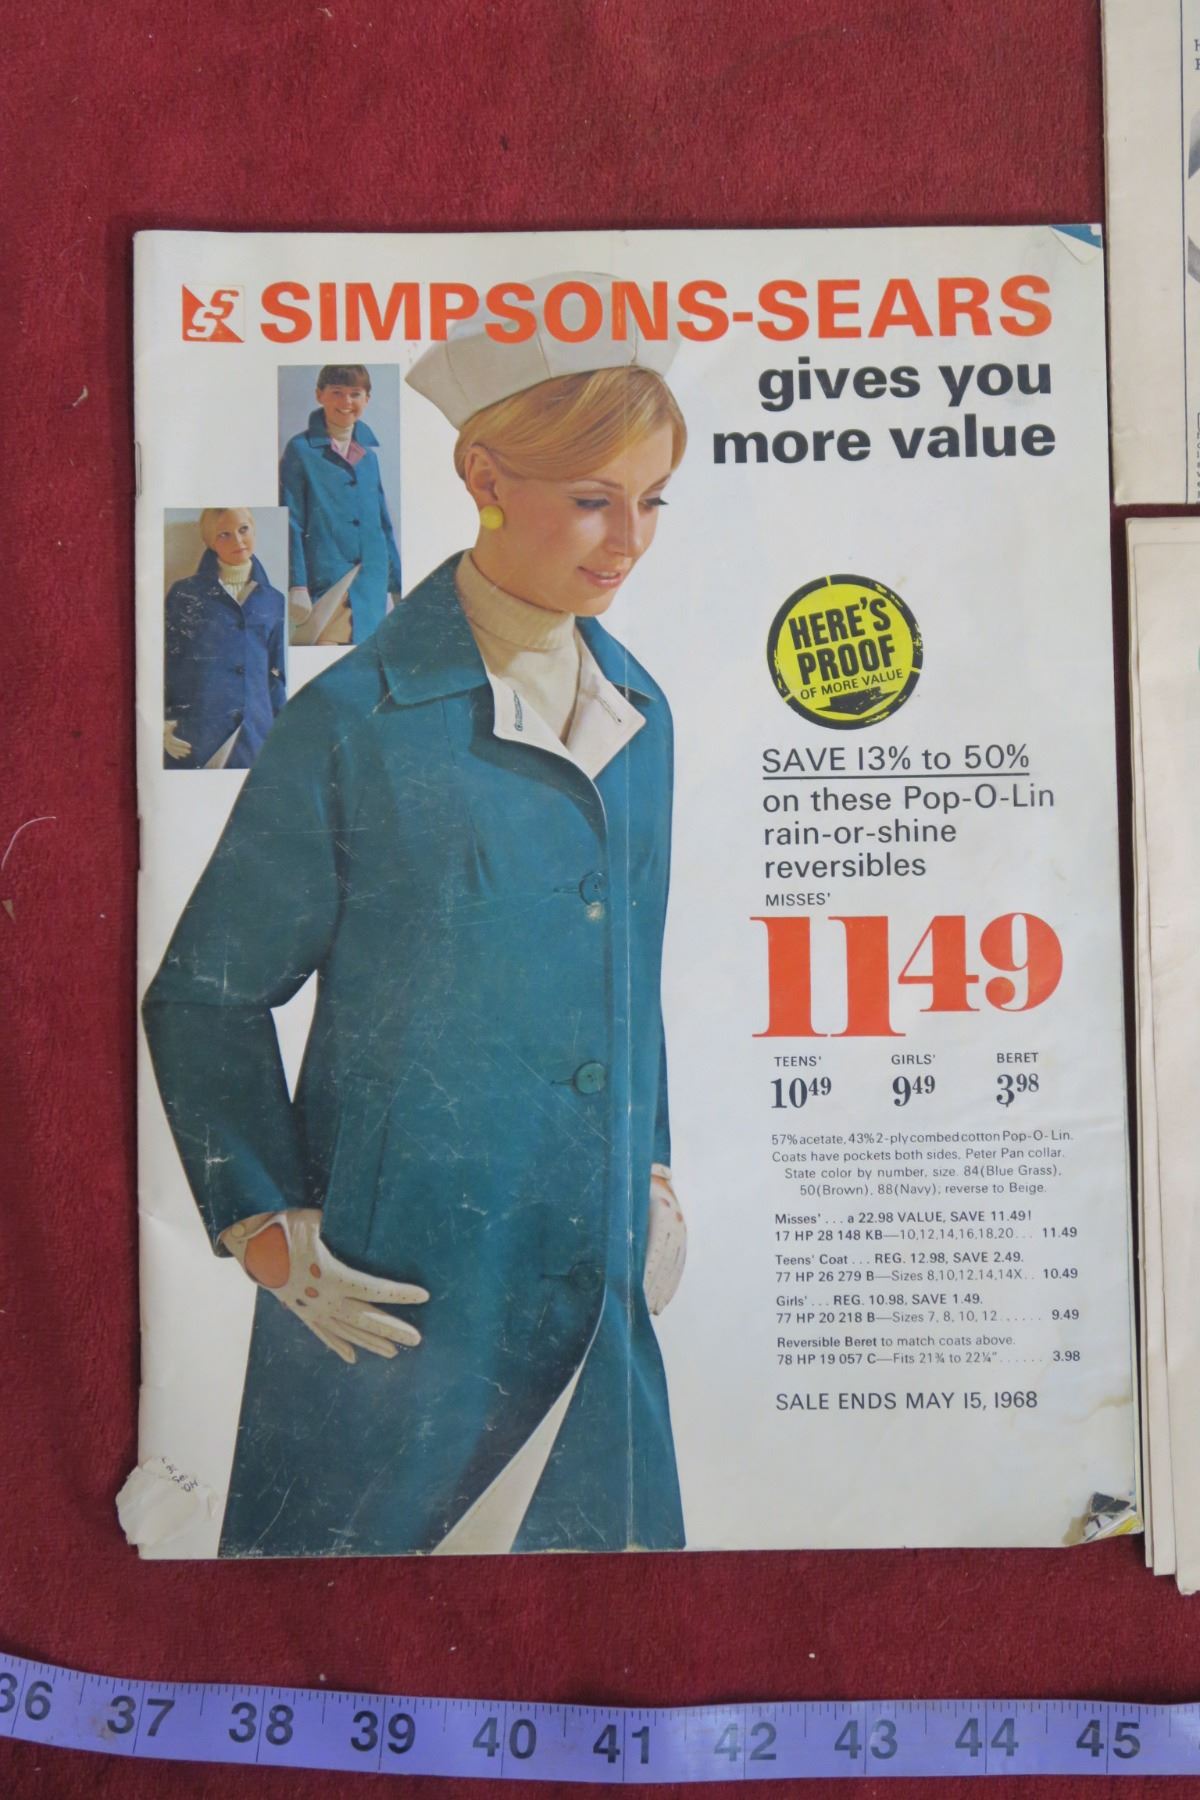 SS SIMPSONS-SEARS
gives you
more value
HERE'S
PROOF
OF MORE VALUE
SAVE 13% to 50%
on these Pop-O-Lin
rain-or-shine
reversibles
MISSES'
1149
TEENS' GIRLS' BERET
1049 949 398
57% acetate, 43% 2-ply combed cotton Pop-O-Lin.
Coats have pockets both sides, Peter Pan collar.
State color by number, size. 84(Blue Grass),
50(Brown), 88(Navy); reverse to Beige.
Misses' ... a 22.98 VALUE, SAVE 11.49!
17 HP 28 148 KB—10,12,14,16,18,20... 11.49
Teens' Coat ... REG. 12.98, SAVE 2.49.
77 HP 26 279 B—Sizes 8,10,12,14,14X.. 10.49
Girls' ... REG. 10.98, SAVE 1.49.
77 HP 20 218 B—Sizes 7, 8, 10, 12...... 9.49
Reversible Beret to match coats above.
78 HP 19 057 C—Fits 21¾ to 22¼"...... 3.98
SALE ENDS MAY 15, 1968
36 37 38 39 40 41 42 43 44 45